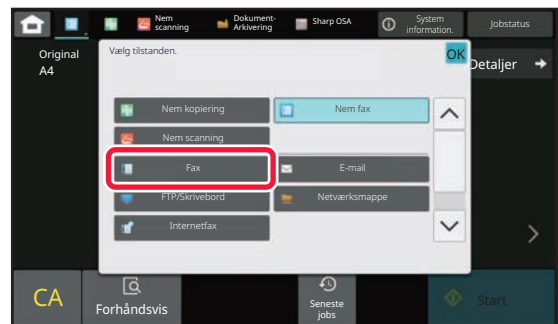 Nem
scanning
Dokument-
Arkivering
Sharp OSA
System
information.
Jobstatus
Original
A4
Vælg tilstanden.
OK
Detaljer
Nem kopiering
Nem fax
Nem scanning
Fax
E-mail
FTP/Skrivebord
Netværksmappe
Internetfax
CA
Forhåndsvis
Seneste
jobs
Start